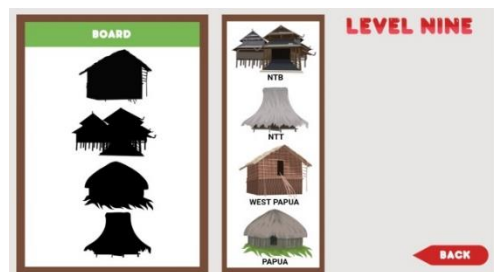 BOARD
NTB
NTT
WEST PAPUA
PAPUA
LEVEL NINE
BACK